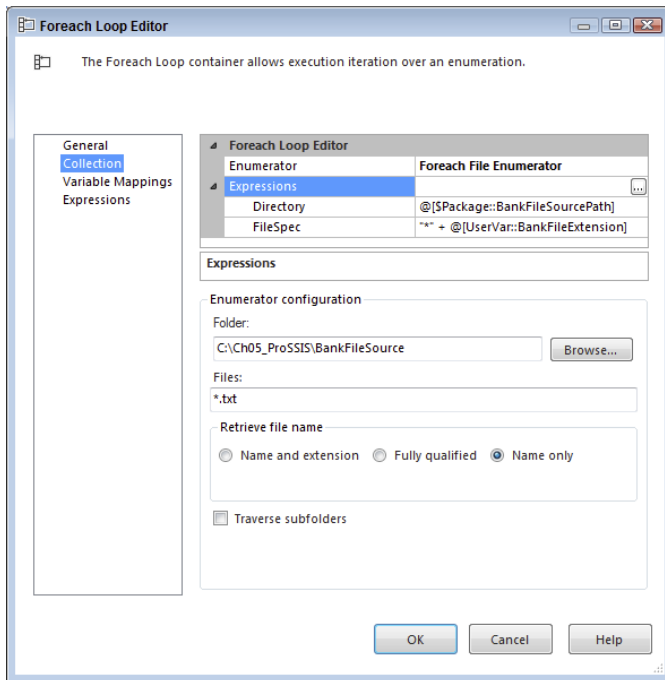 Foreach Loop Editor
The Foreach Loop container allows execution iteration over an enumeration.
General
Collection
Variable Mappings
Expressions
Foreach Loop Editor
Enumerator Foreach File Enumerator
Expressions ...
Directory @[$Package::BankFileSourcePath]
FileSpec "*" + @[UserVar::BankFileExtension]
Expressions
Enumerator configuration
Folder:
C:\Ch05_ProSSIS\BankFileSource Browse...
Files:
*.txt
Retrieve file name
Name and extension Fully qualified Name only
Traverse subfolders
OK Cancel Help